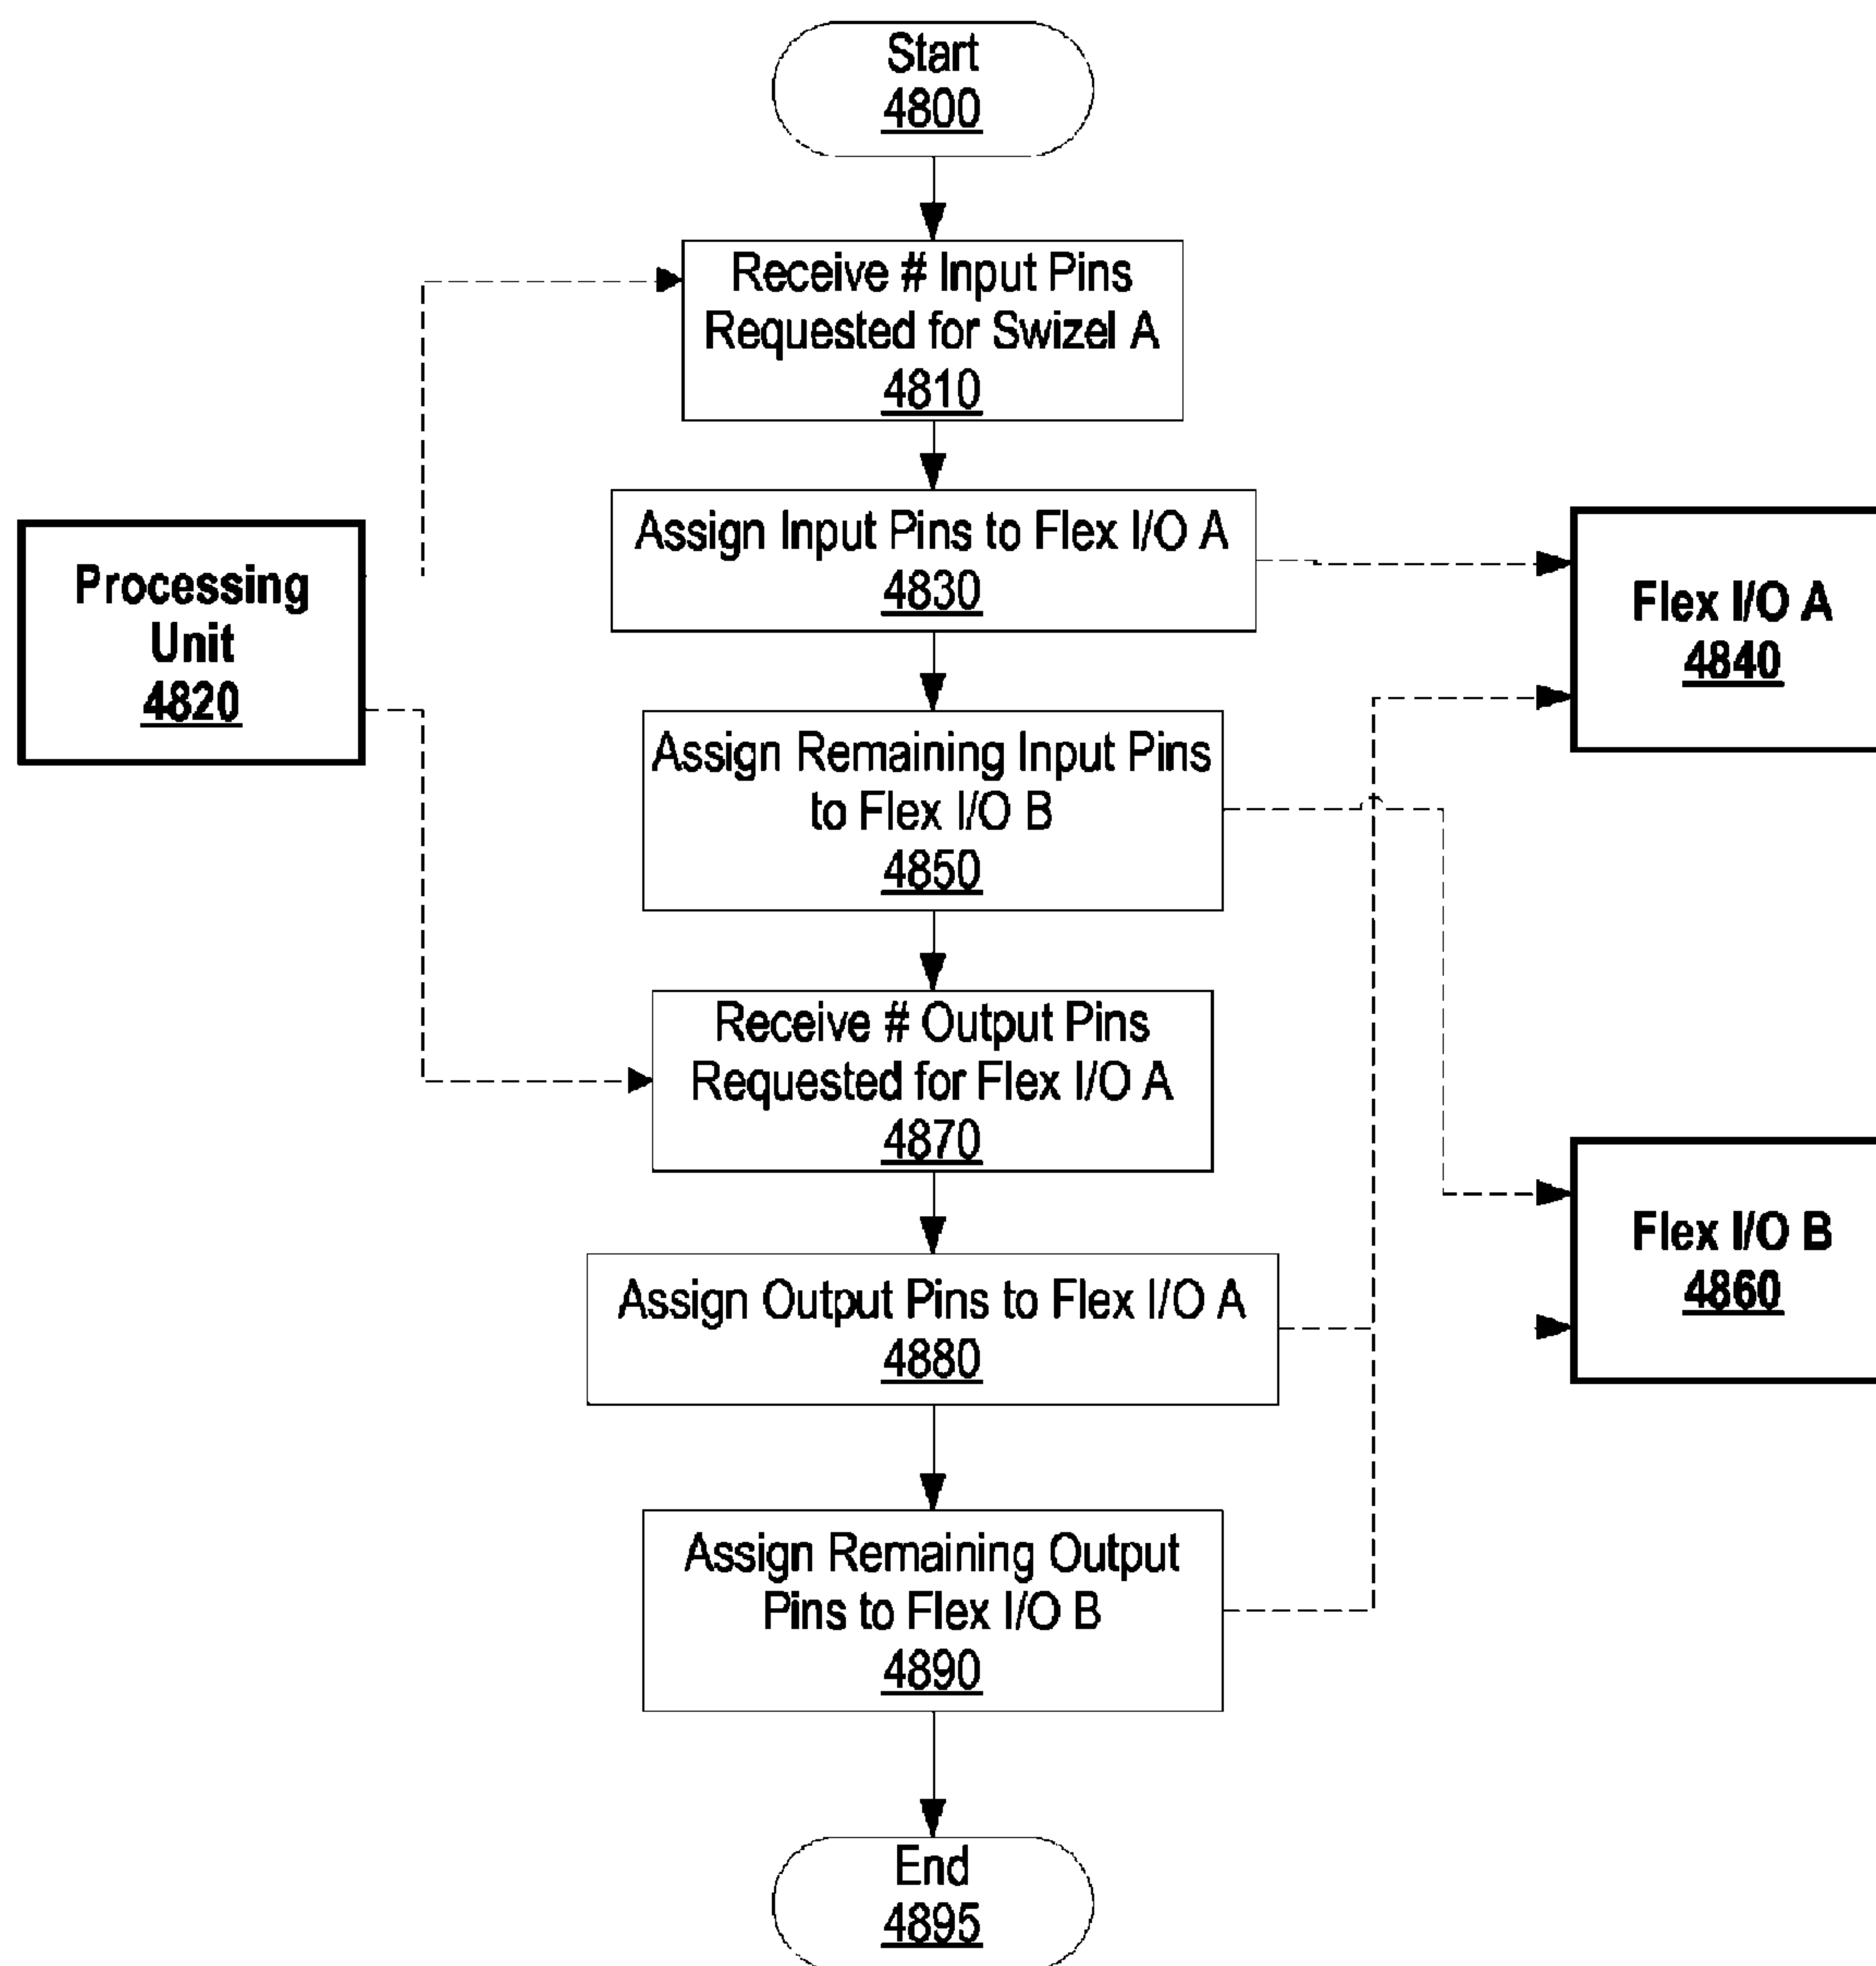 Start
4800
Receive # Input Pins
Requested for Swizel A
4810
Assign Input Pins to Flex I/O A
4830
Processing
Unit
4820
Flex I/O A
4840
Assign Remaining Input Pins
to Flex I/O B
4850
Receive # Output Pins
Requested for Flex I/O A
4870
Flex I/O B
4860
Assign Output Pins to Flex I/O A
4880
Assign Remaining Output
Pins to Flex I/O B
4890
End
4895